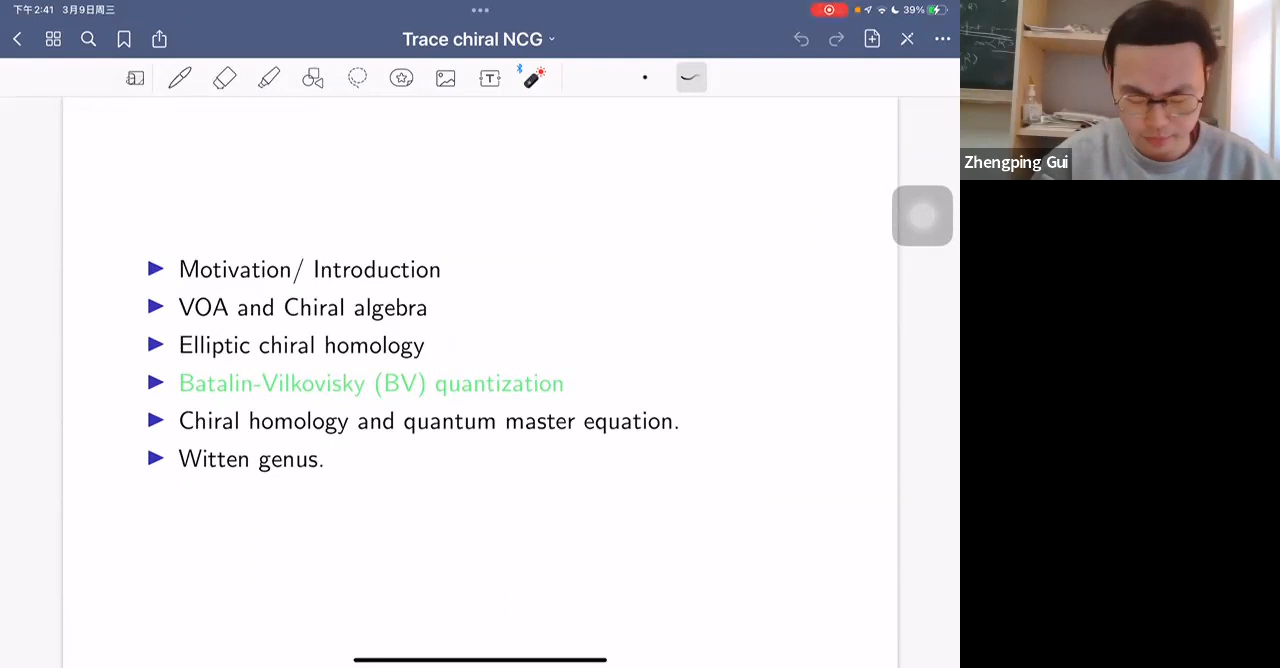 下午2:41 3月9日周三
39%
Trace chiral NCG
Motivation/ Introduction
VOA and Chiral algebra
Elliptic chiral homology
Batalin-Vilkovisky (BV) quantization
Chiral homology and quantum master equation.
Witten genus.
Zhengping Gui